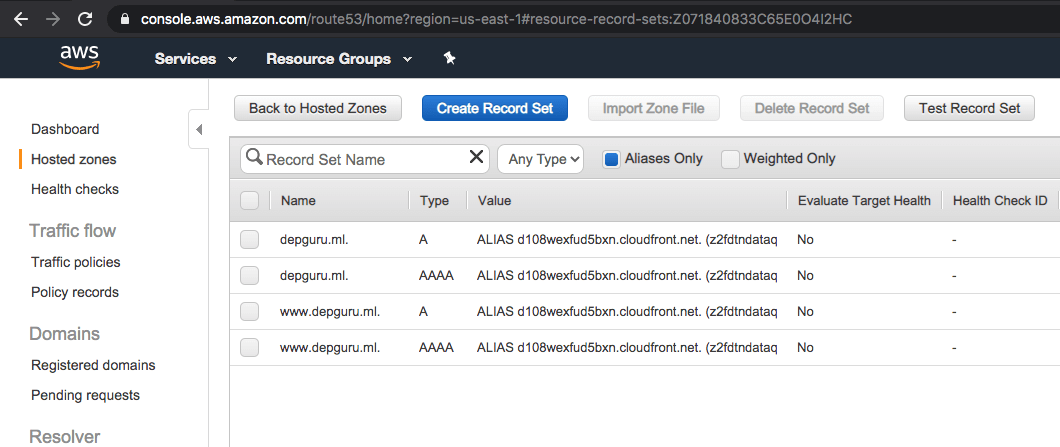 console.aws.amazon.com/route53/home?region=us-east-1#resource-record-sets:Z071840833C65E0O4I2HC
aws Services Resource Groups
Back to Hosted Zones Create Record Set Import Zone File Delete Record Set Test Record Set
Dashboard
Hosted zones
Health checks
Traffic flow
Traffic policies
Policy records
Domains
Registered domains
Pending requests
Resolver
Record Set Name Any Type Aliases Only Weighted Only
Name Type Value Evaluate Target Health Health Check ID
depguru.ml. A ALIAS d108wexfud5bxn.cloudfront.net. (z2fdtndataq No -
depguru.ml. AAAA ALIAS d108wexfud5bxn.cloudfront.net. (z2fdtndataq No -
www.depguru.ml. A ALIAS d108wexfud5bxn.cloudfront.net. (z2fdtndataq No -
www.depguru.ml. AAAA ALIAS d108wexfud5bxn.cloudfront.net. (z2fdtndataq No -